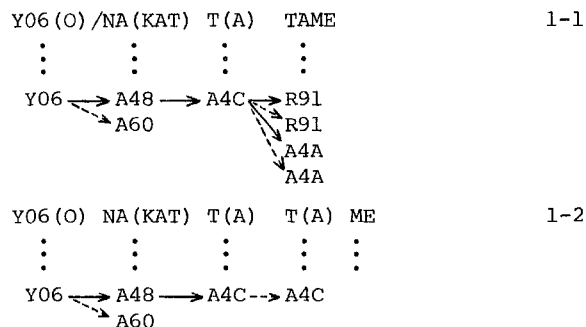 Y06(O)/NA(KAT) T(A) TAME 1-1
Y06 A48 A4C R91
A60 R91
A4A
A4A
Y06(O) NA(KAT) T(A) T(A) ME 1-2
Y06 A48 A4C A4C
A60